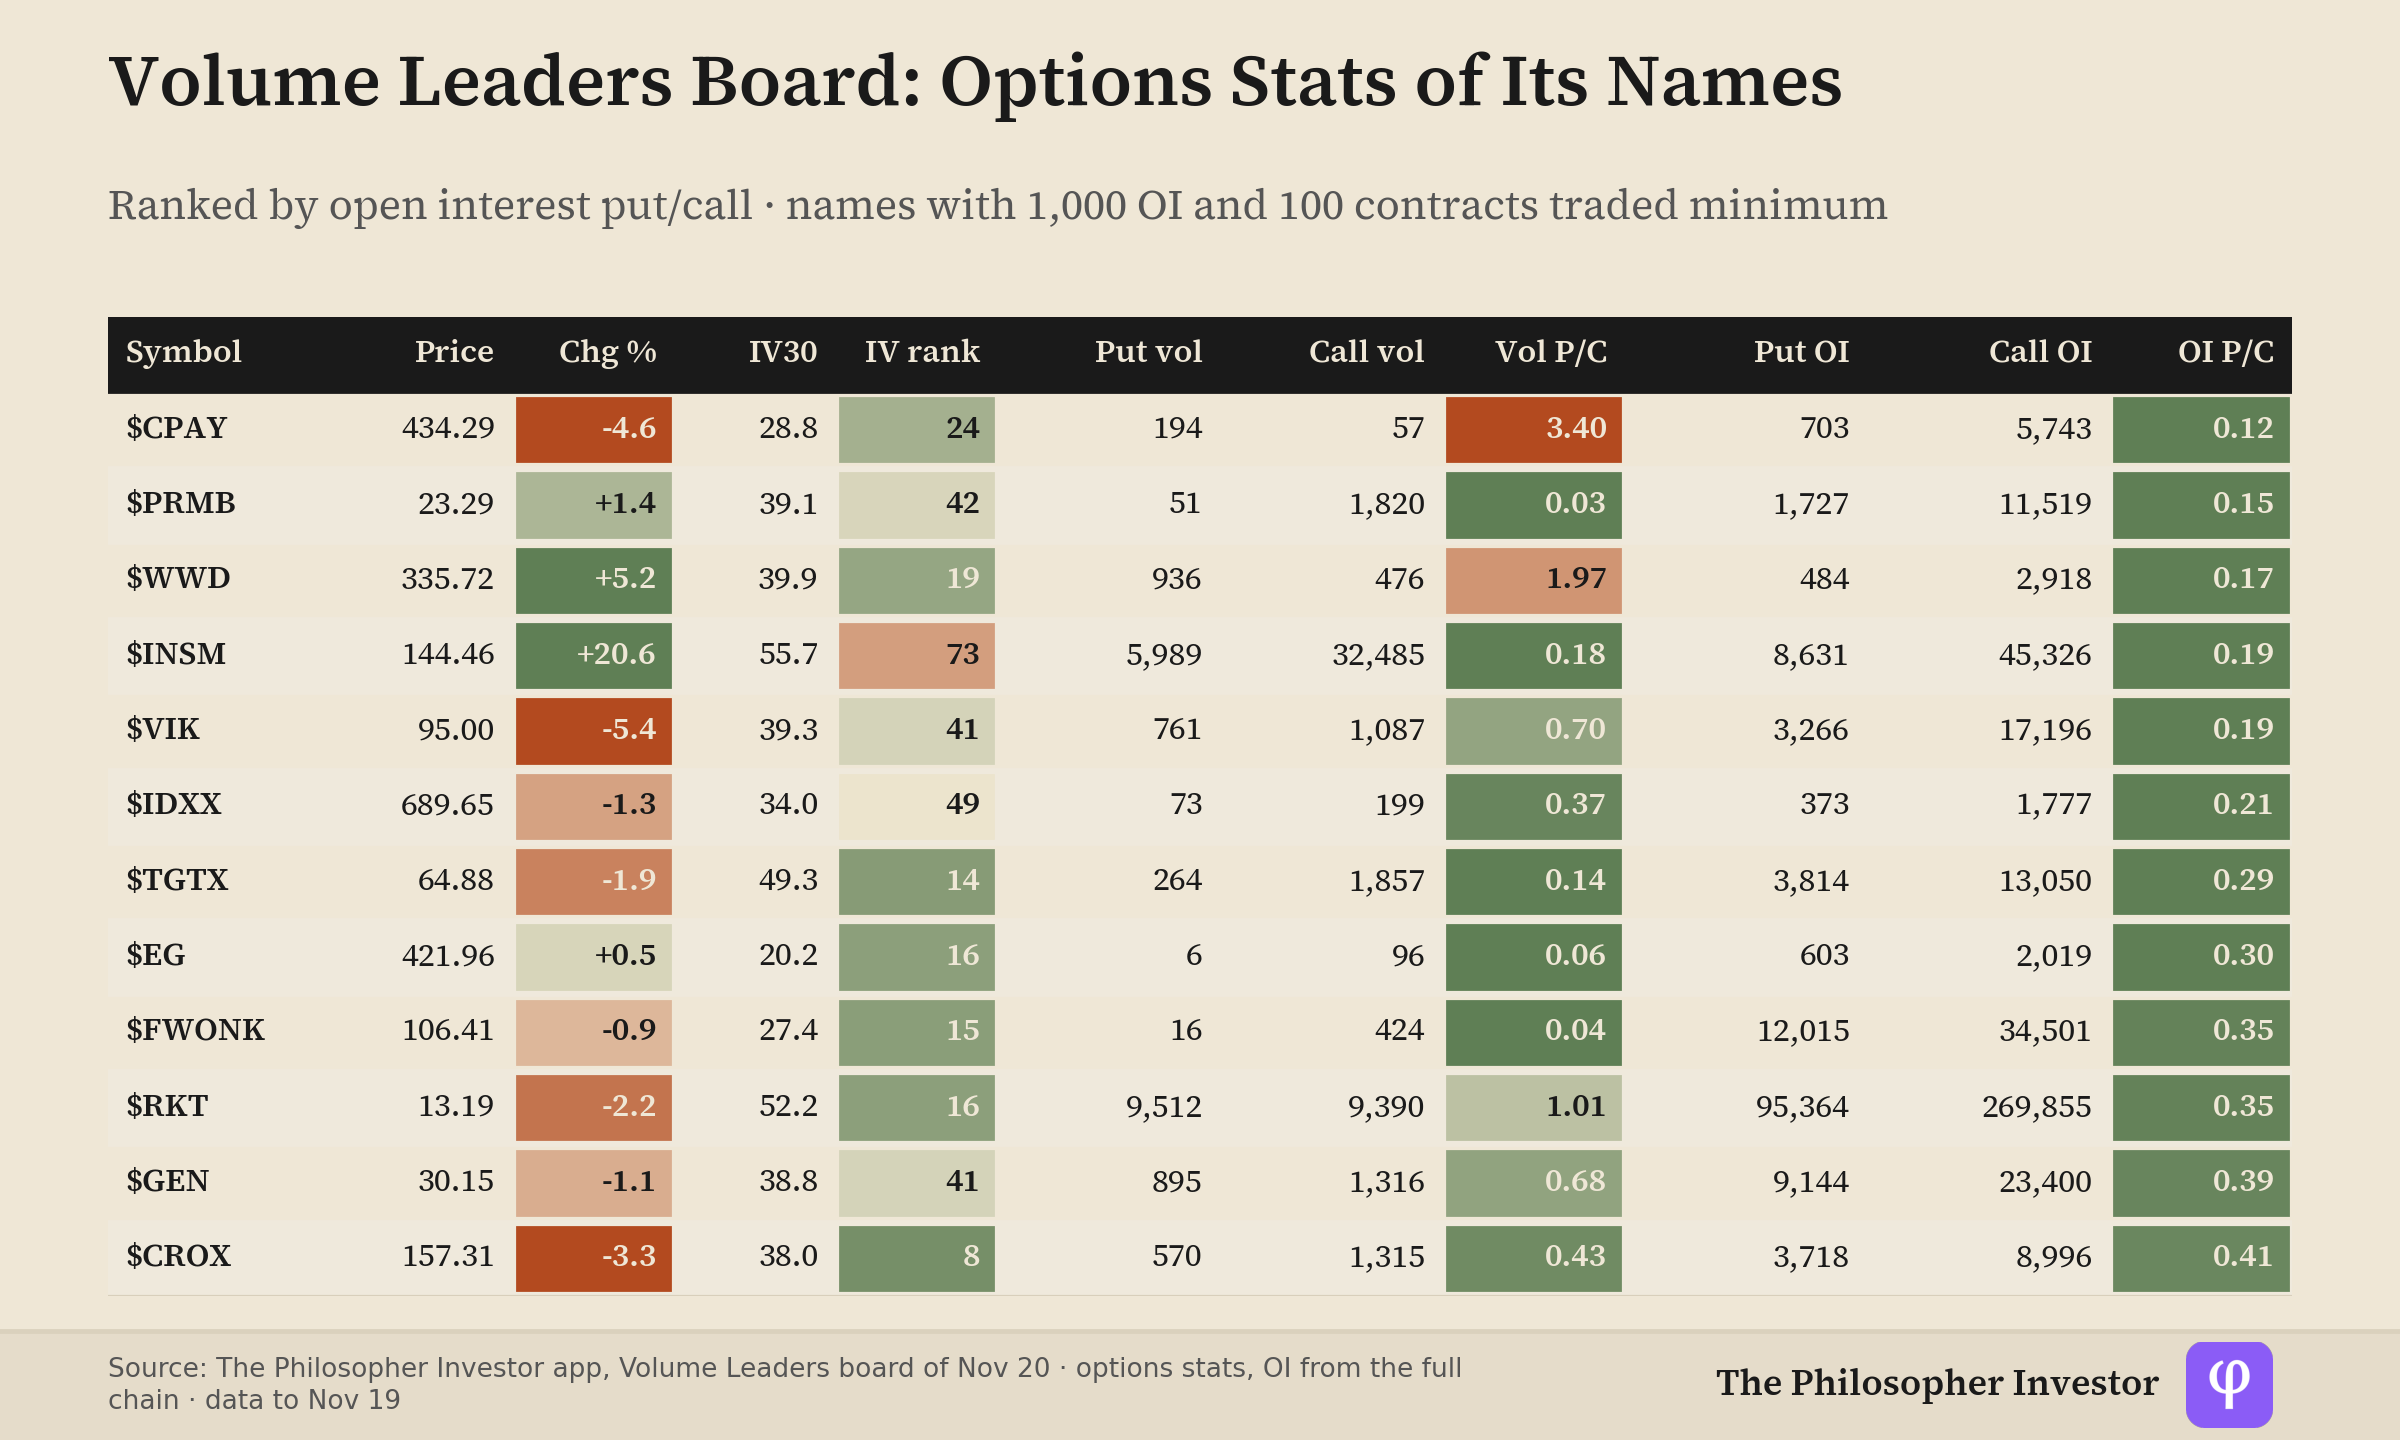 Volume Leaders Board: Options Stats of Its Names
Ranked by open interest put/call · names with 1,000 OI and 100 contracts traded minimum
Symbol Price Chg % IV30 IV rank Put vol Call vol Vol P/C Put OI Call OI OI P/C
$CPAY 434.29 -4.6 28.8 24 194 57 3.40 703 5,743 0.12
$PRMB 23.29 +1.4 39.1 42 51 1,820 0.03 1,727 11,519 0.15
$WWD 335.72 +5.2 39.9 19 936 476 1.97 484 2,918 0.17
$INSM 144.46 +20.6 55.7 73 5,989 32,485 0.18 8,631 45,326 0.19
$VIK 95.00 -5.4 39.3 41 761 1,087 0.70 3,266 17,196 0.19
$IDXX 689.65 -1.3 34.0 49 73 199 0.37 373 1,777 0.21
$TGTX 64.88 -1.9 49.3 14 264 1,857 0.14 3,814 13,050 0.29
$EG 421.96 +0.5 20.2 16 6 96 0.06 603 2,019 0.30
$FWONK 106.41 -0.9 27.4 15 16 424 0.04 12,015 34,501 0.35
$RKT 13.19 -2.2 52.2 16 9,512 9,390 1.01 95,364 269,855 0.35
$GEN 30.15 -1.1 38.8 41 895 1,316 0.68 9,144 23,400 0.39
$CROX 157.31 -3.3 38.0 8 570 1,315 0.43 3,718 8,996 0.41
Source: The Philosopher Investor app, Volume Leaders board of Nov 20 · options stats, OI from the full
chain · data to Nov 19
The Philosopher Investor φ